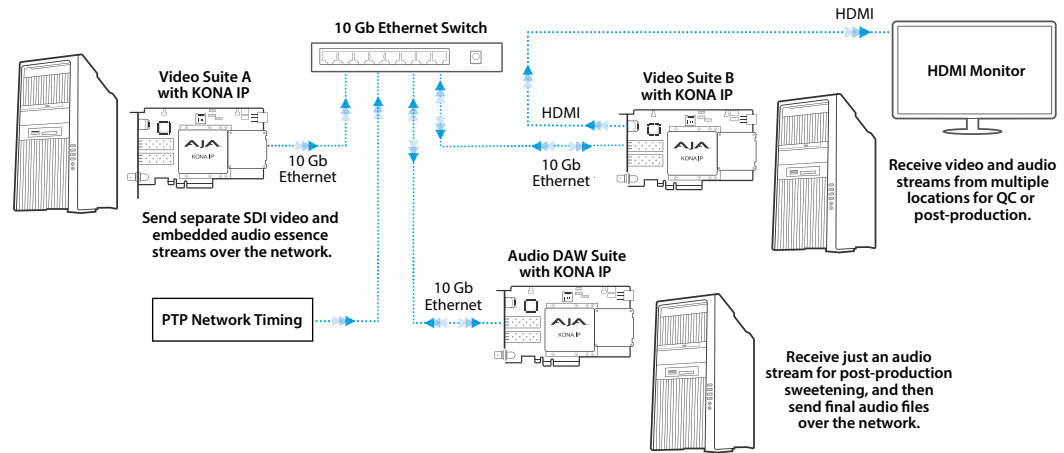 HDMI
10 Gb Ethernet Switch
Video Suite A
with KONA IP
Video Suite B
with KONA IP
HDMI Monitor
HDMI
AJA
KONA IP
10 Gb
Ethernet
10 Gb
Ethernet
AJA
KONA IP
Receive video and audio
streams from multiple
locations for QC or
post-production.
Send separate SDI video and
embedded audio essence
streams over the network.
Audio DAW Suite
with KONA IP
10 Gb
Ethernet
PTP Network Timing
AJA
KONA IP
Receive just an audio
stream for post-production
sweetening, and then
send final audio files
over the network.